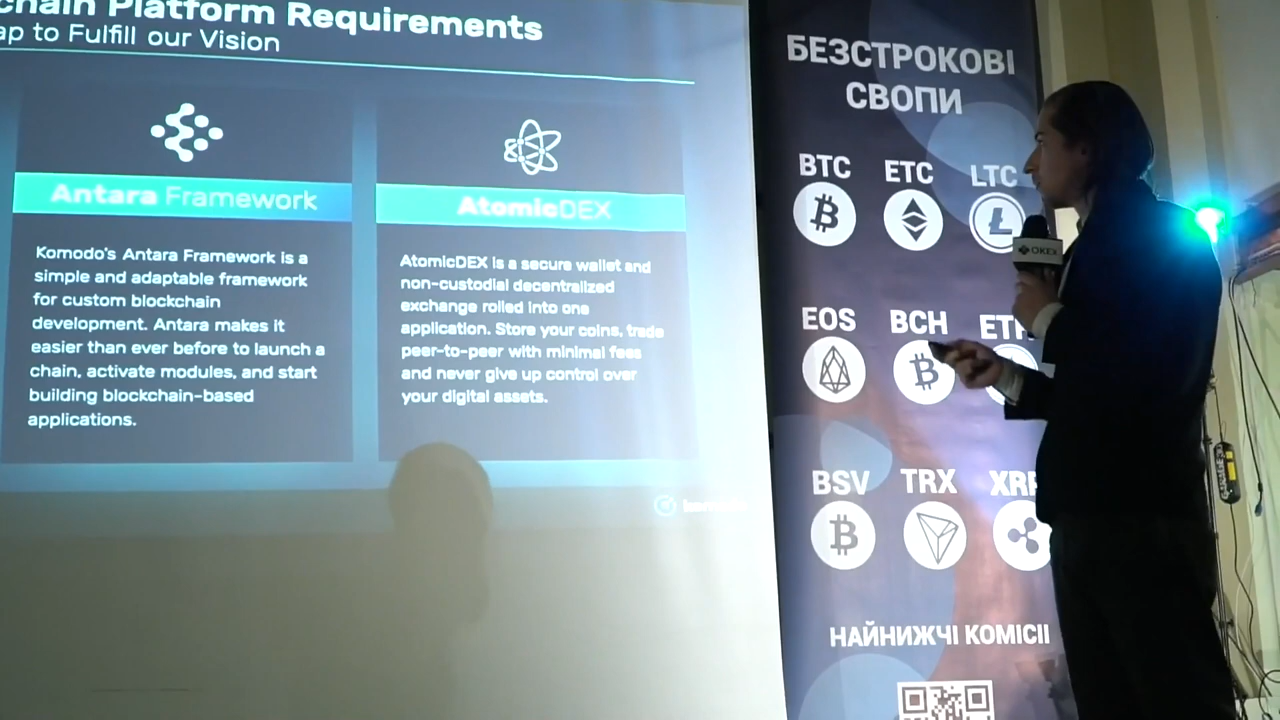 chain Platform Requirements
ap to Fulfill our Vision
Antara Framework
Komodo's Antara Framework is a
simple and adaptable framework
for custom blockchain
development. Antara makes it
easier than ever before to launch a
chain, activate modules, and start
building blockchain-based
applications.
AtomicDEX
AtomicDEX is a secure wallet and
non-custodial decentralized
exchange rolled into one
application. Store your coins, trade
peer-to-peer with minimal fees
and never give up control over
your digital assets.
БЕЗСТРОКОВІ
СВОПИ
BTC ETC LTC
EOS BCH ETH
BSV TRX XRP
НАЙНИЖЧІ КОМІСІЇ
OKEX